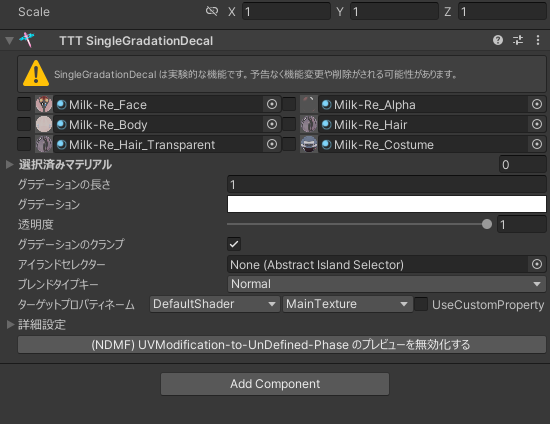 Scale X 1 Y 1 Z 1
TTT SingleGradationDecal
SingleGradationDecal は実験的な機能です。予告なく機能変更や削除がされる可能性があります。
Milk-Re_Face Milk-Re_Alpha
Milk-Re_Body Milk-Re_Hair
Milk-Re_Hair_Transparent Milk-Re_Costume
選択済みマテリアル 0
グラデーションの長さ 1
グラデーション
透明度 1
グラデーションのクランプ
アイランドセレクター None (Abstract Island Selector)
ブレンドタイプキー Normal
ターゲットプロパティネーム DefaultShader MainTexture UseCustomProperty
詳細設定
(NDMF) UVModification-to-UnDefined-Phase のプレビューを無効化する
Add Component